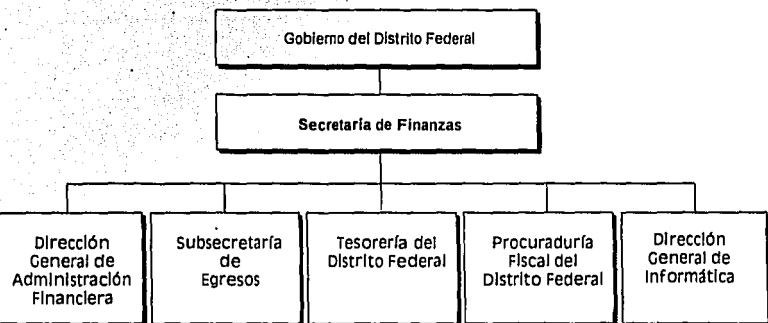 Gobierno del Distrito Federal
Secretaría de Finanzas
Dirección
General de
Administración
Financiera
Subsecretaría
de
Egresos
Tesorería del
Distrito Federal
Procuraduría
Fiscal del
Distrito Federal
Dirección
General de
Informática